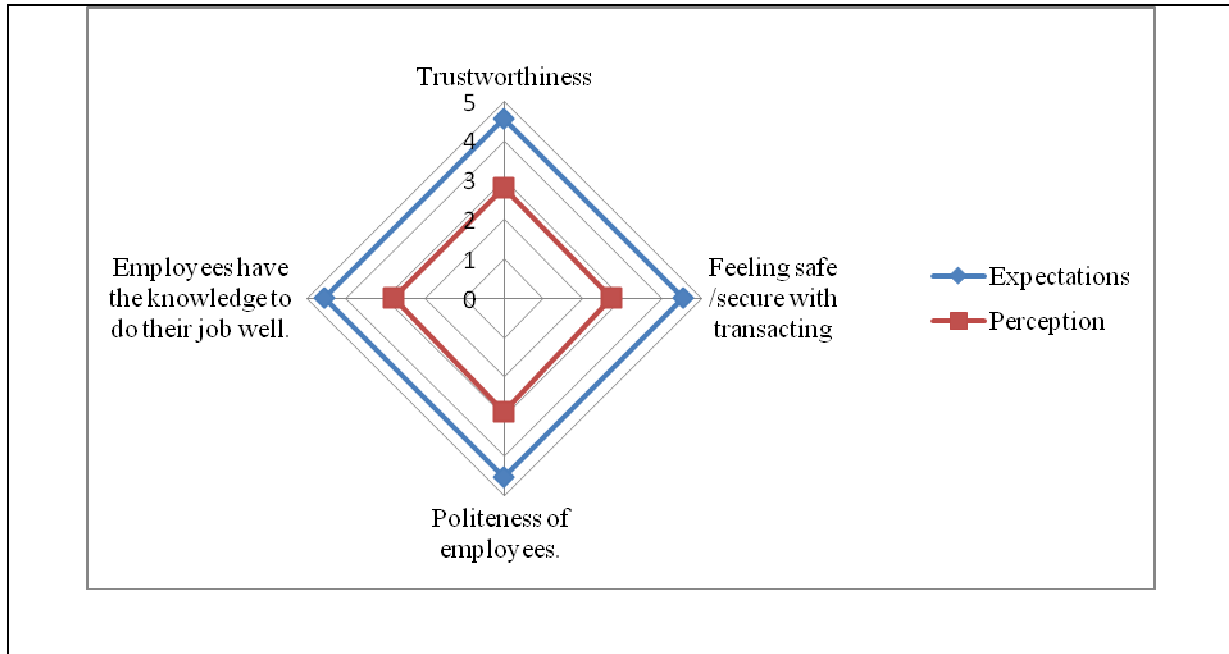 Trustworthiness
5
4
3
2
1
0
Employees have
the knowledge to
do their job well.
Feeling safe
/secure with
transacting
Politeness of
employees.
Expectations
Perception